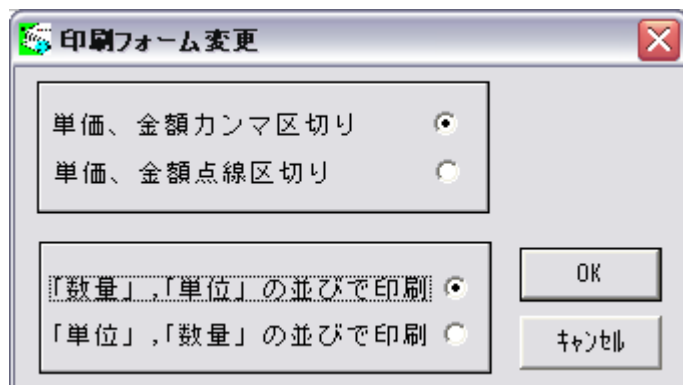 印刷フォーム変更
単価、金額カンマ区切り
単価、金額点線区切り
「数量」,「単位」の並びで印刷
「単位」,「数量」の並びで印刷
OK
ｷｬﾝｾﾙ